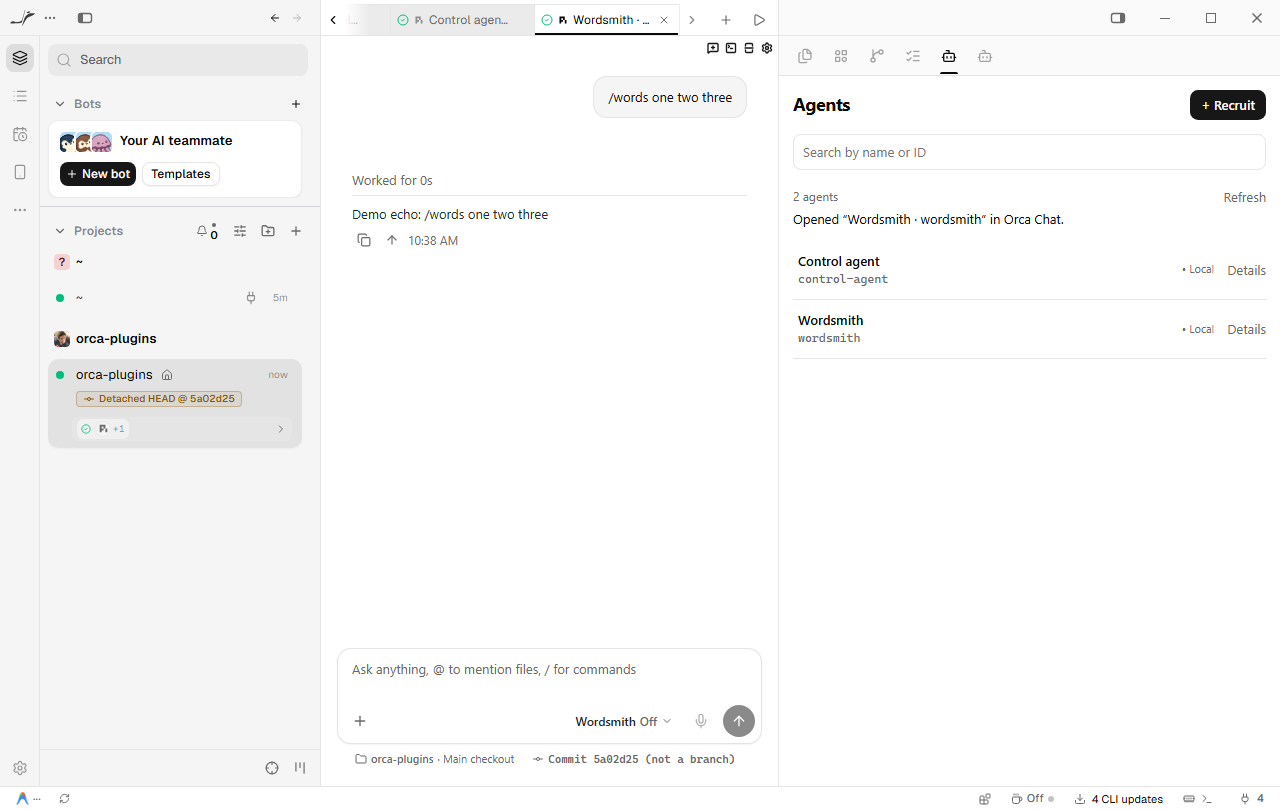 Search
Bots
Your AI teammate
+ New bot
Templates
Projects
0
? ~
~ 5m
orca-plugins
orca-plugins now
Detached HEAD @ 5a02d25
+1
Control agen...
Wordsmith · ...
/words one two three
Worked for 0s
Demo echo: /words one two three
10:38 AM
Ask anything, @ to mention files, / for commands
Wordsmith Off
orca-plugins · Main checkout
Commit 5a02d25 (not a branch)
Agents
+ Recruit
Search by name or ID
2 agents
Refresh
Opened “Wordsmith · wordsmith” in Orca Chat.
Control agent
control-agent
• Local Details
Wordsmith
wordsmith
• Local Details
Off
4 CLI updates
4